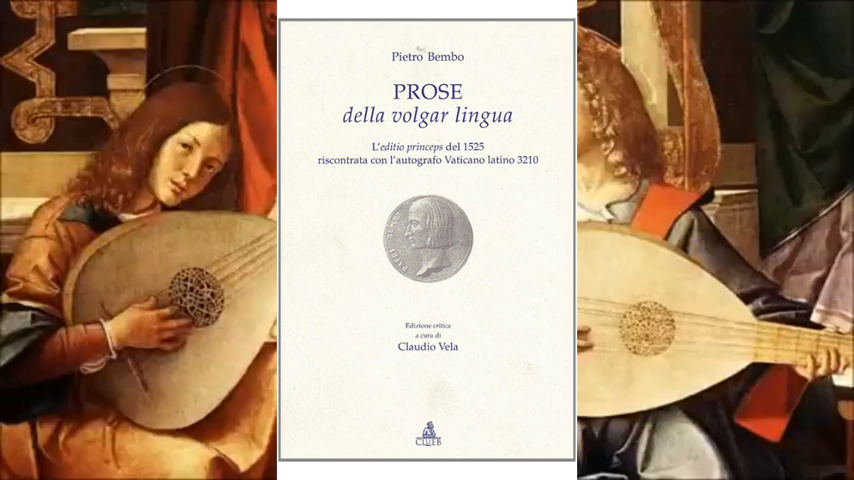 Pietro Bembo
PROSE
della volgar lingua
L'editio princeps del 1525
riscontrata con l'autografo Vaticano latino 3210
Edizione critica
a cura di
Claudio Vela
CLUEB